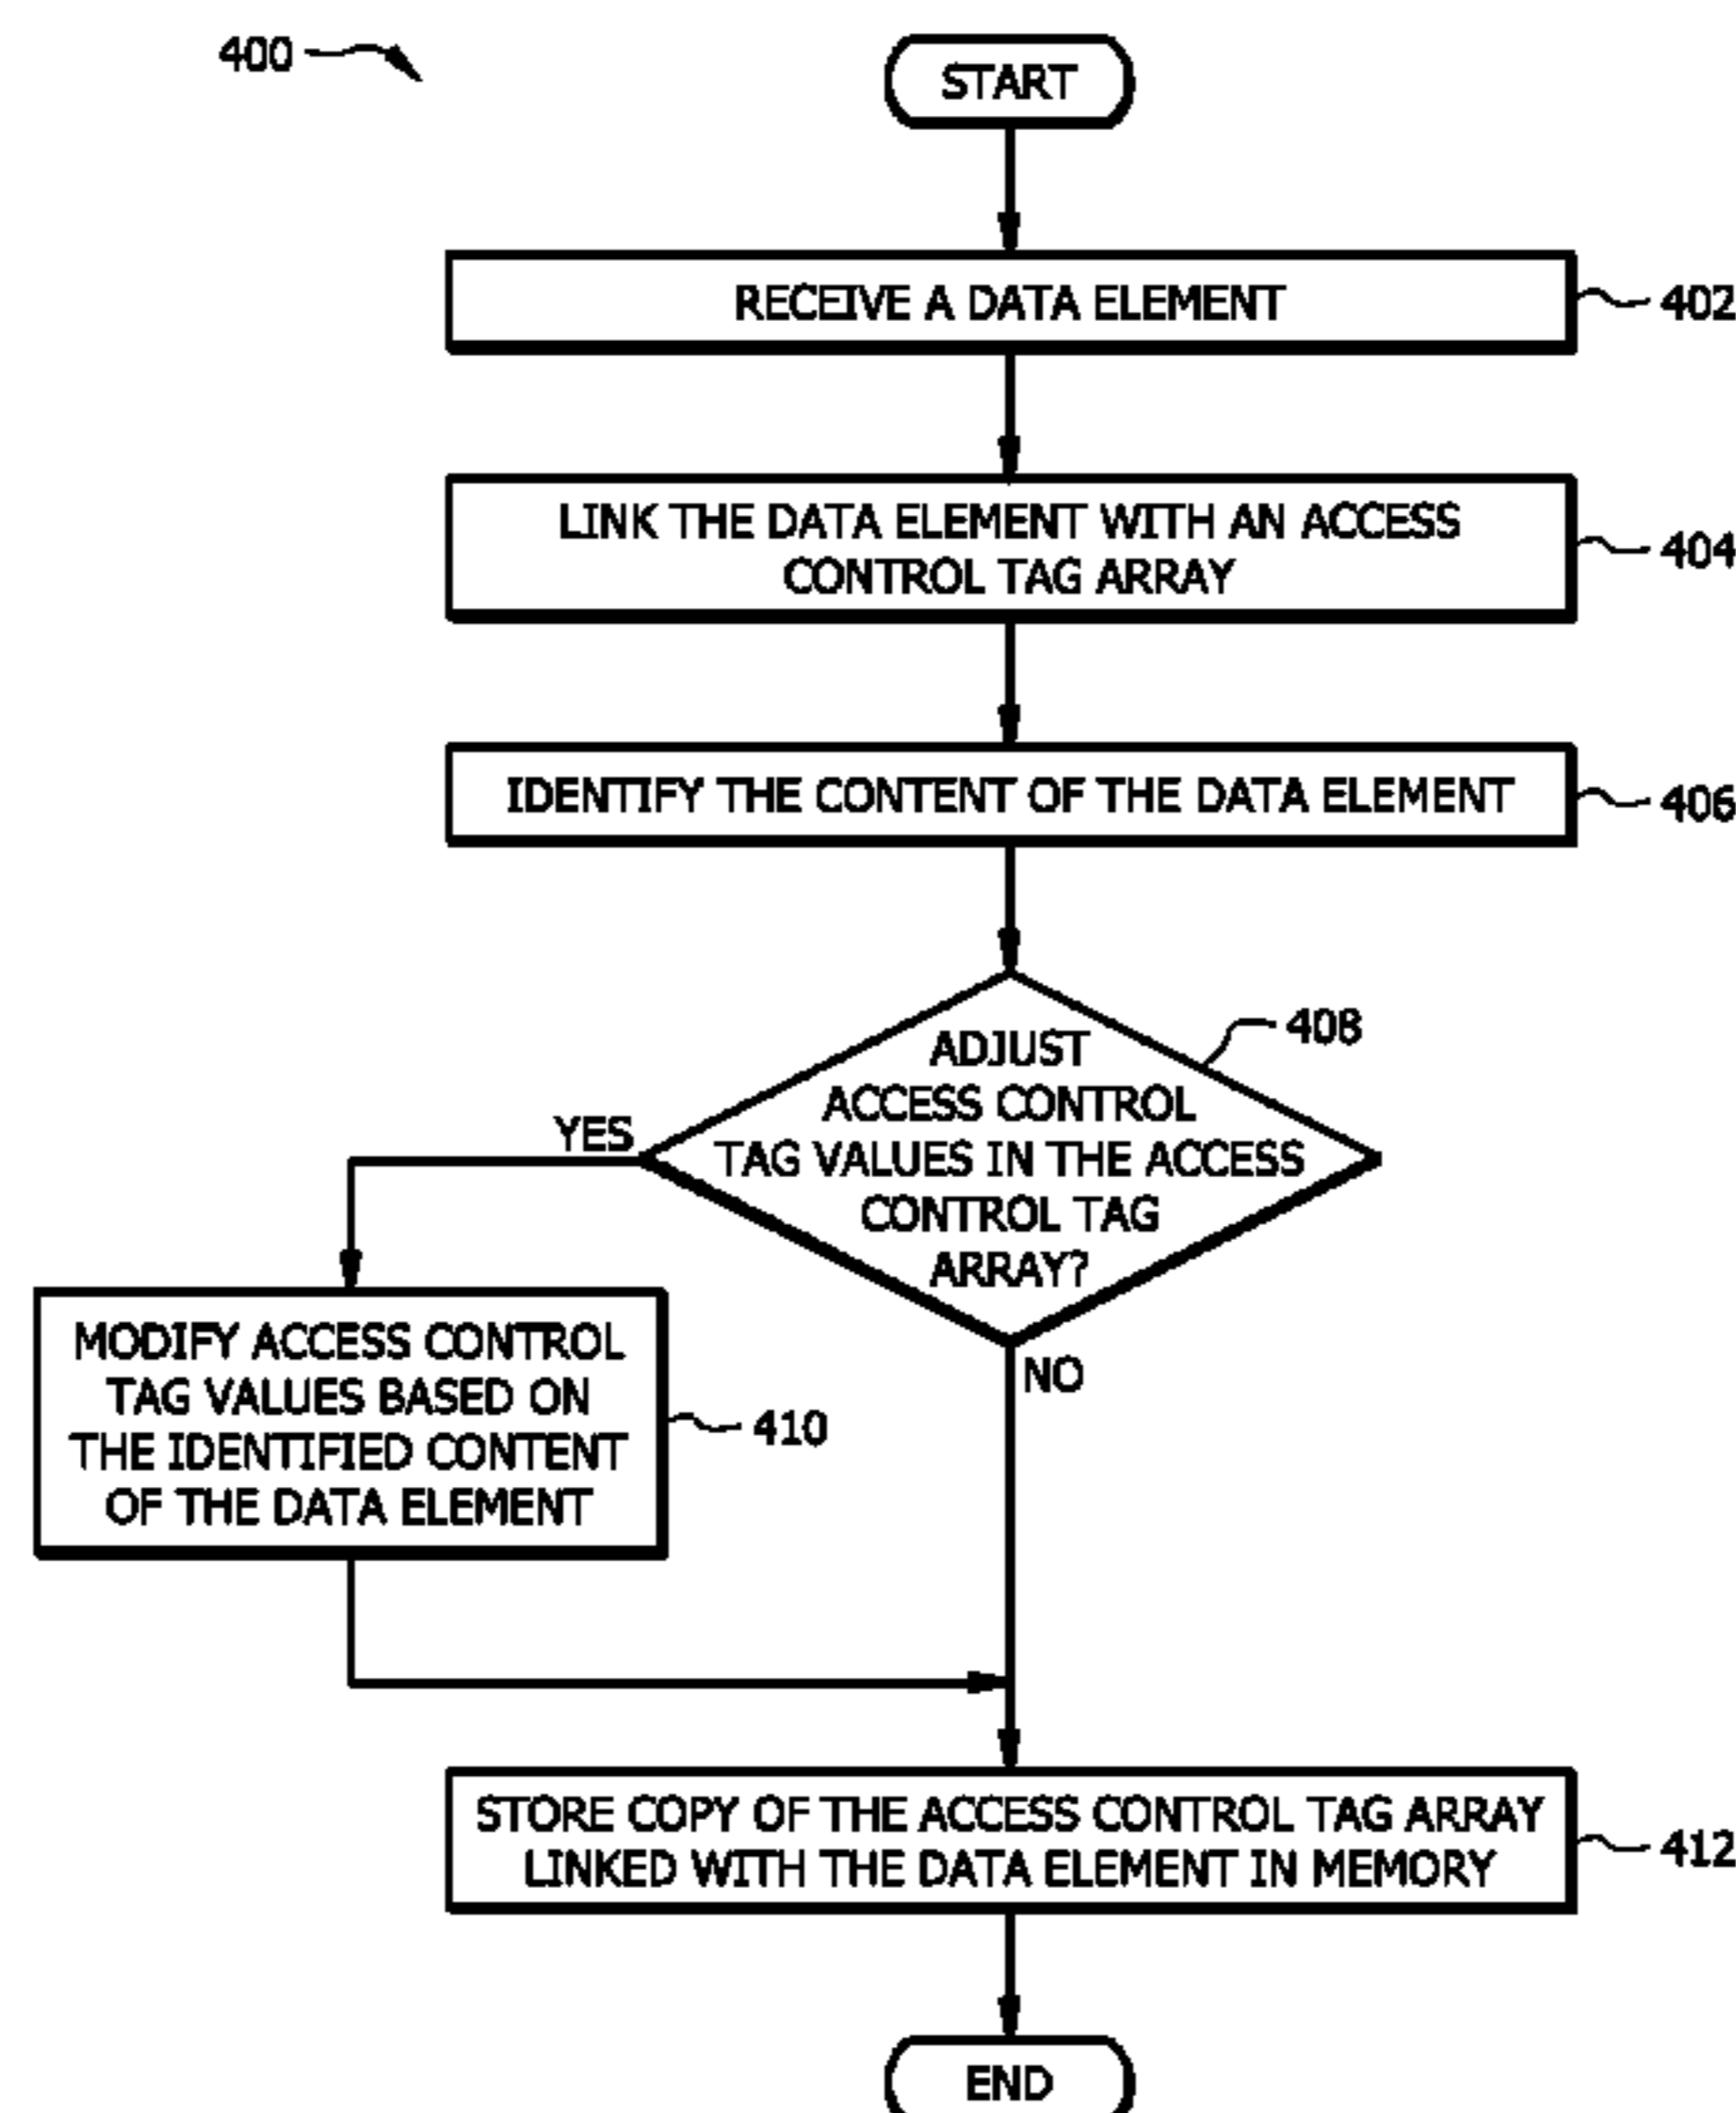 400
START
RECEIVE A DATA ELEMENT
402
LINK THE DATA ELEMENT WITH AN ACCESS
CONTROL TAG ARRAY
404
IDENTIFY THE CONTENT OF THE DATA ELEMENT
406
ADJUST
ACCESS CONTROL
TAG VALUES IN THE ACCESS
CONTROL TAG
ARRAY?
408
YES
NO
MODIFY ACCESS CONTROL
TAG VALUES BASED ON
THE IDENTIFIED CONTENT
OF THE DATA ELEMENT
410
STORE COPY OF THE ACCESS CONTROL TAG ARRAY
LINKED WITH THE DATA ELEMENT IN MEMORY
412
END